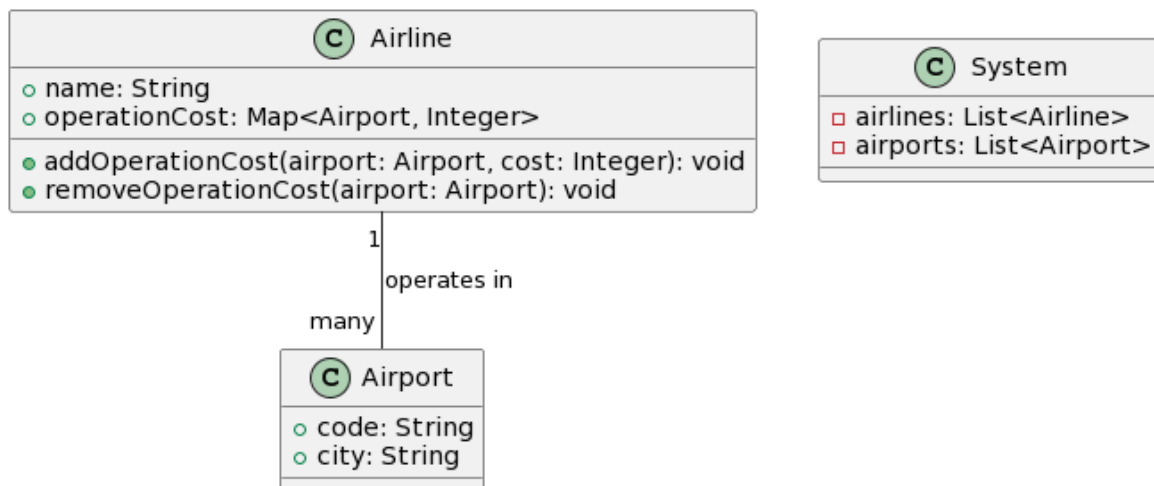 C Airline
name: String
operationCost: Map<Airport, Integer>
addOperationCost(airport: Airport, cost: Integer): void
removeOperationCost(airport: Airport): void
C System
airlines: List<Airline>
airports: List<Airport>
1
operates in
many
C Airport
code: String
city: String